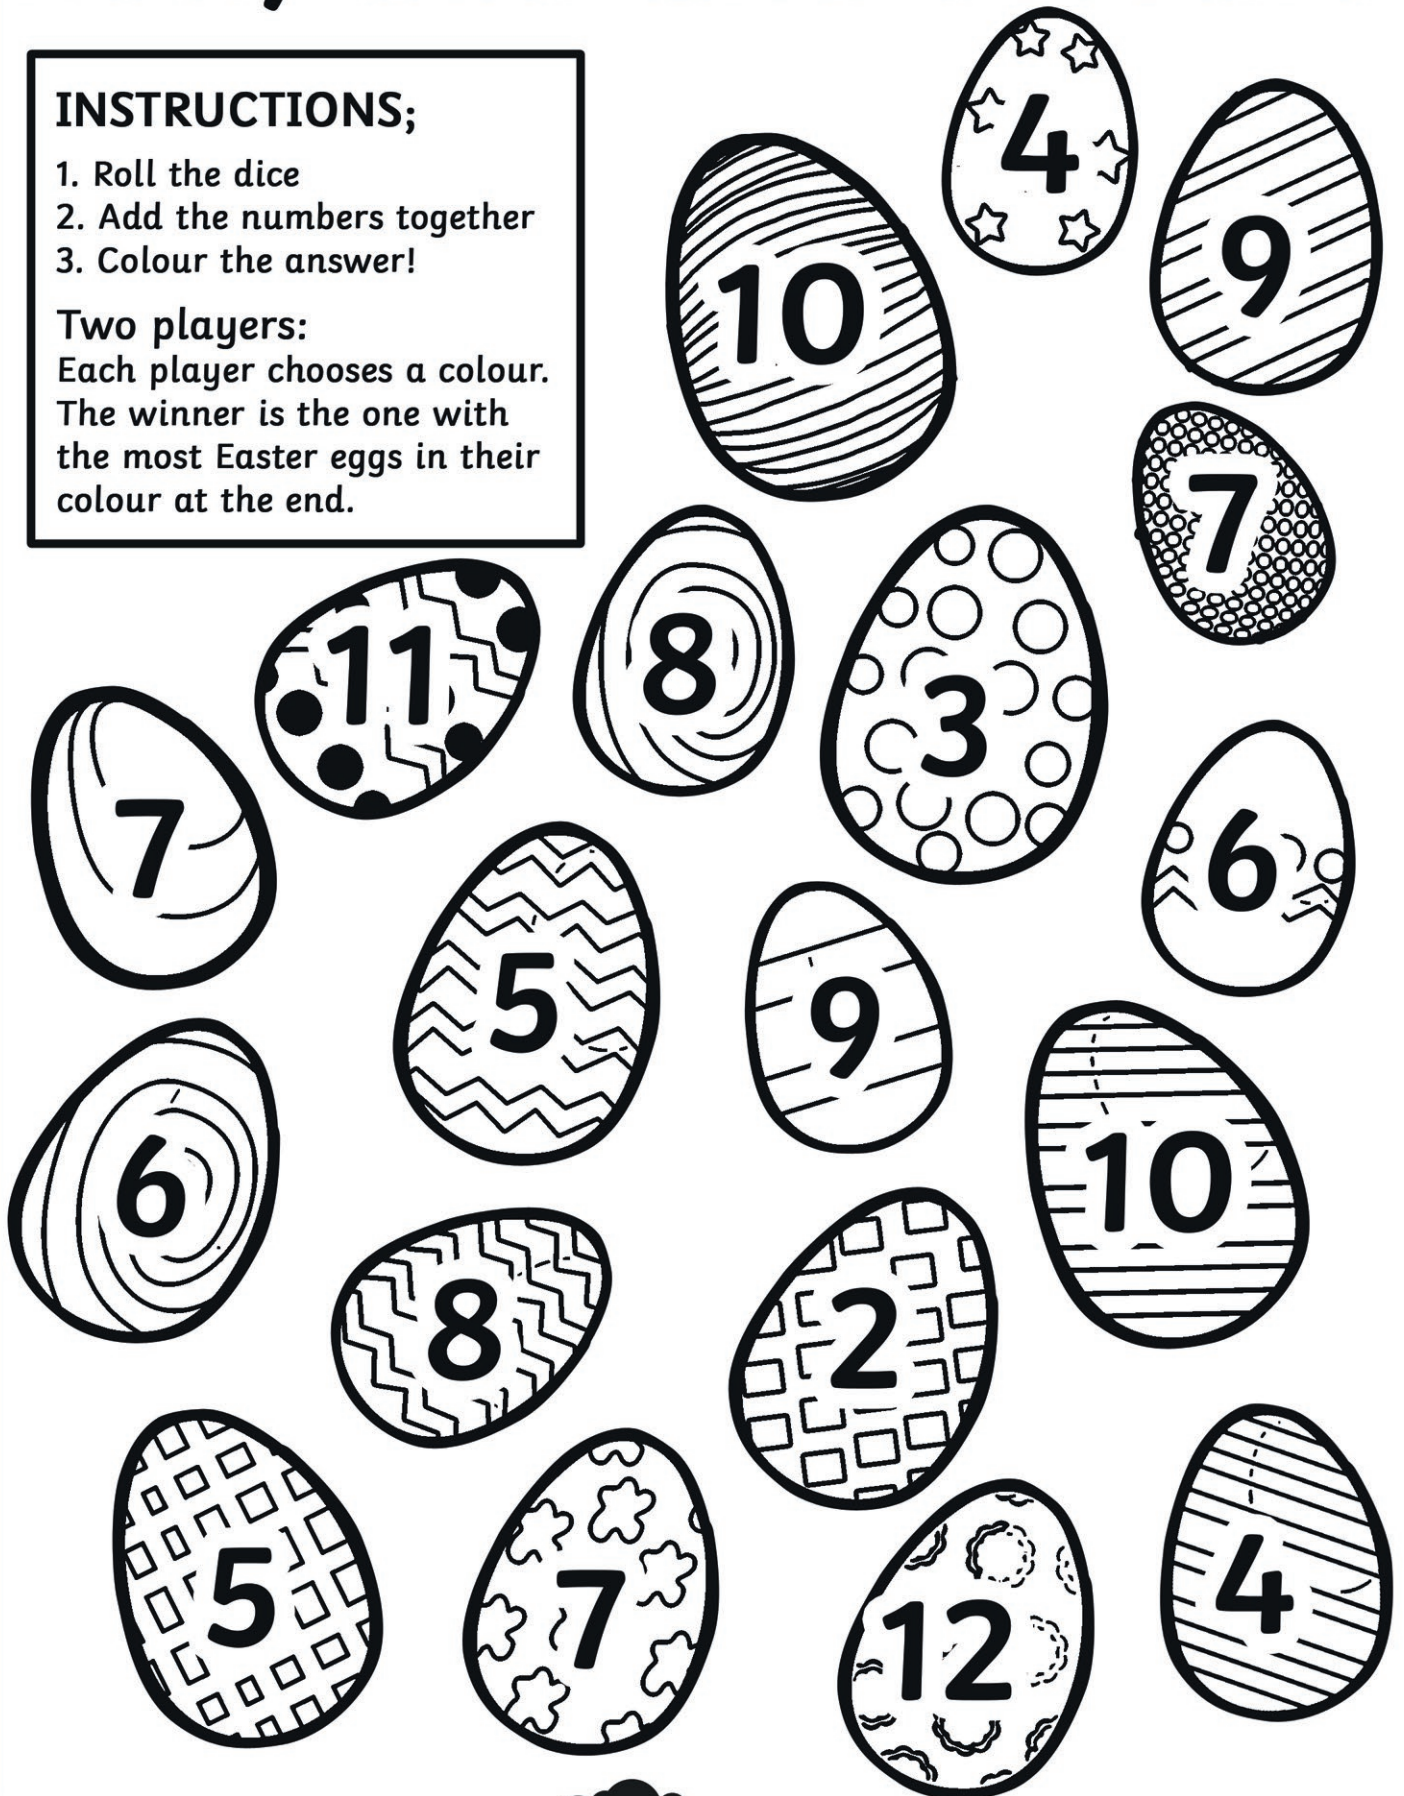 INSTRUCTIONS;
1. Roll the dice
2. Add the numbers together
3. Colour the answer!
Two players:
Each player chooses a colour.
The winner is the one with
the most Easter eggs in their
colour at the end.
4
9
10
7
11
8
3
7
6
5
9
10
6
8
2
5
7
12
4